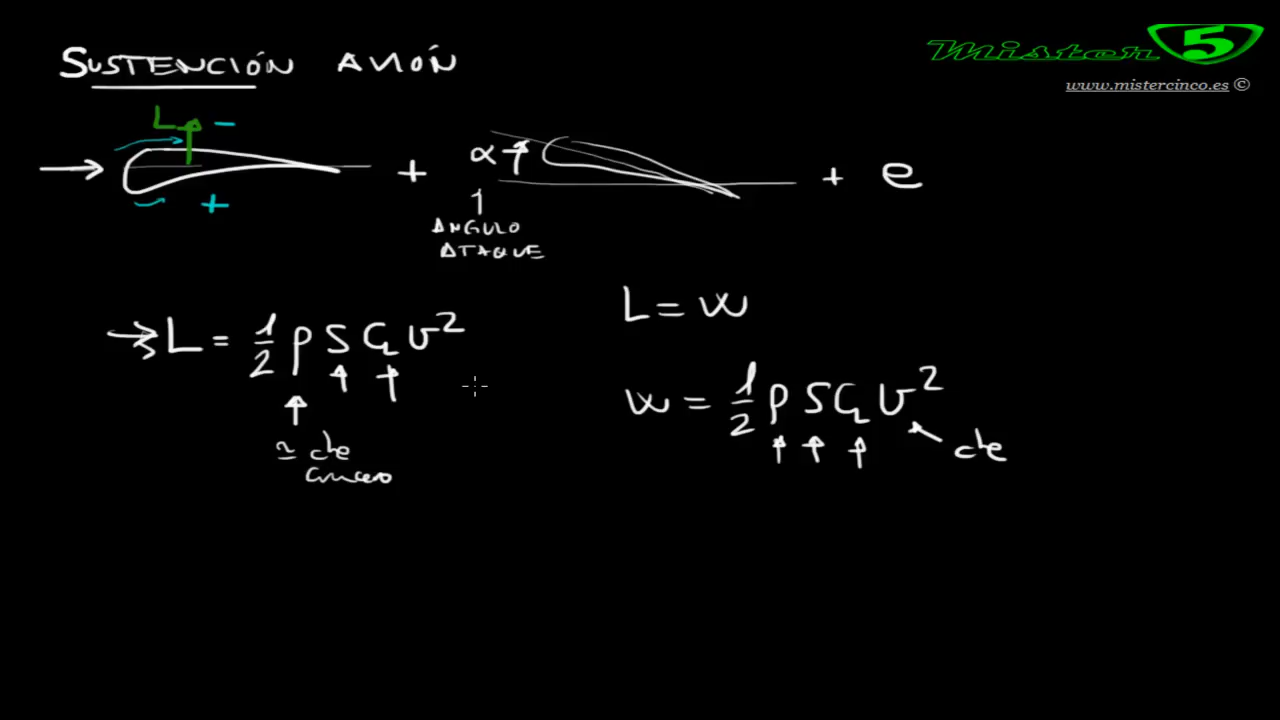 SUSTENCIÓN AVIÓN
Mister 5
www.mistercinco.es ©
L -
+ α + e
+
ANGULO
ATAQUE
L = W
L = 1/2 ρ S CL v²
W = 1/2 ρ S CL v²
≃ cte
crucero
cte